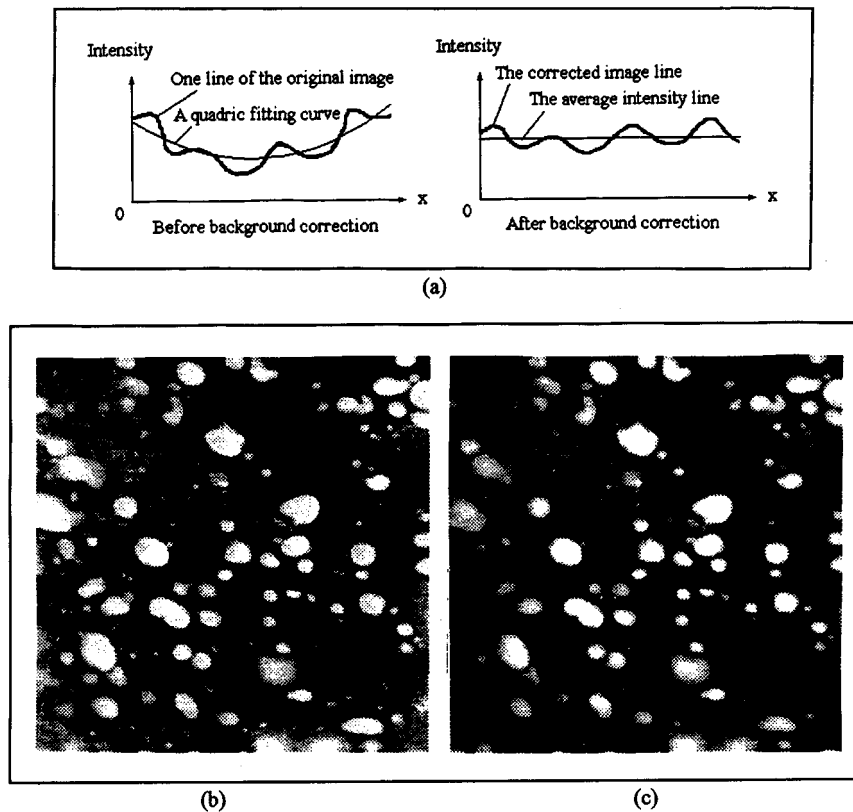 Intensity
One line of the original image
A quadric fitting curve
0
x
Before background correction
Intensity
The corrected image line
The average intensity line
0
x
After background correction
(a)
(b)
(c)